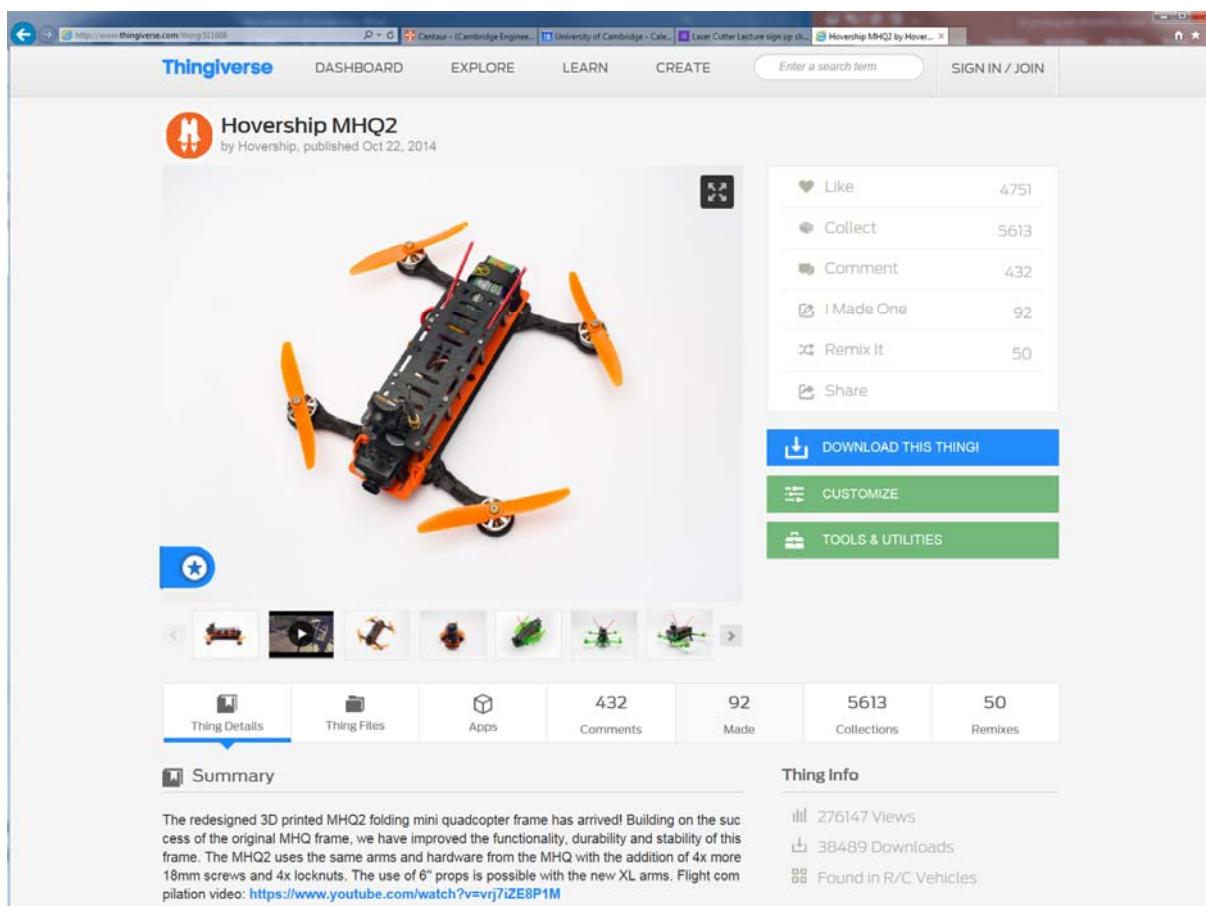 http://www.thingiverse.com/thing:511668
Centaur - (Cambridge Enginee...
University of Cambridge - Cale...
Laser Cutter Lecture sign up sh...
Hovership MHQ2 by Hover...
Thingiverse
DASHBOARD
EXPLORE
LEARN
CREATE
Enter a search term
SIGN IN / JOIN
Hovership MHQ2
by Hovership, published Oct 22, 2014
Like 4751
Collect 5613
Comment 432
I Made One 92
Remix It 50
Share
DOWNLOAD THIS THING!
CUSTOMIZE
TOOLS & UTILITIES
Thing Details
Thing Files
Apps
432
Comments
92
Made
5613
Collections
50
Remixes
Summary
The redesigned 3D printed MHQ2 folding mini quadcopter frame has arrived! Building on the suc
cess of the original MHQ frame, we have improved the functionality, durability and stability of this
frame. The MHQ2 uses the same arms and hardware from the MHQ with the addition of 4x more
18mm screws and 4x locknuts. The use of 6" props is possible with the new XL arms. Flight com
pilation video: https://www.youtube.com/watch?v=vrj7iZE8P1M
Thing Info
276147 Views
38489 Downloads
Found in R/C Vehicles